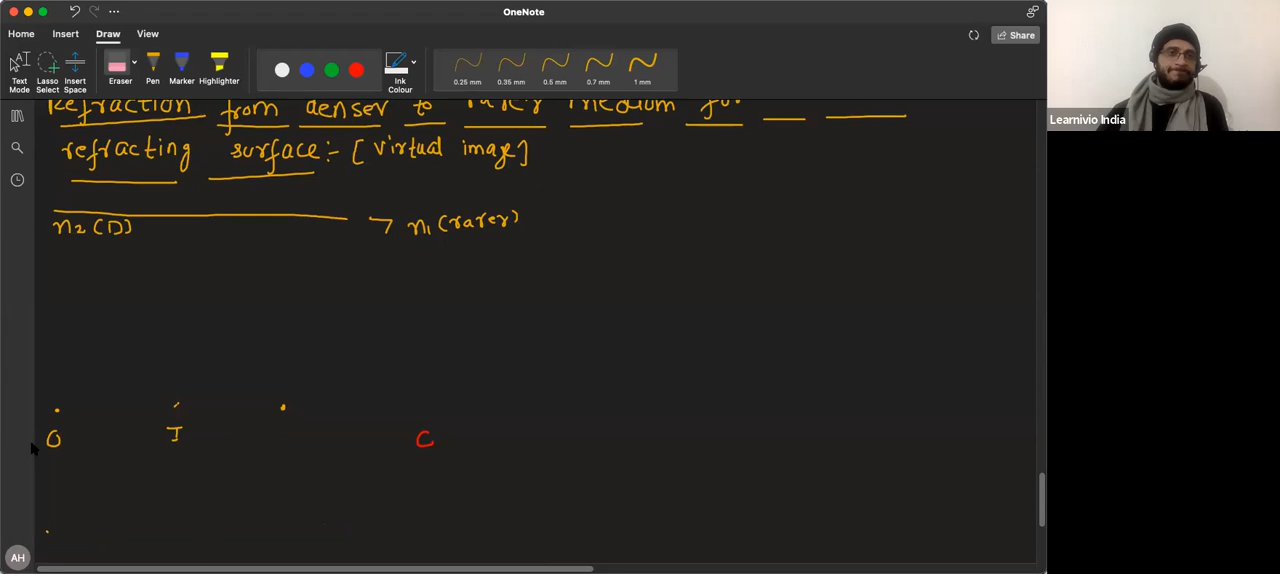 OneNote
Home Insert Draw View
Share
Text Mode
Lasso Select
Insert Space
Eraser
Pen
Marker
Highlighter
Ink Colour
0.25 mm 0.35 mm 0.5 mm 0.7 mm 1 mm
Learnivio India
Refraction from denser to rarer medium
refracting surface:- [ Virtual image]
n₂ (D) n₁ (rarer)
O I C
AH